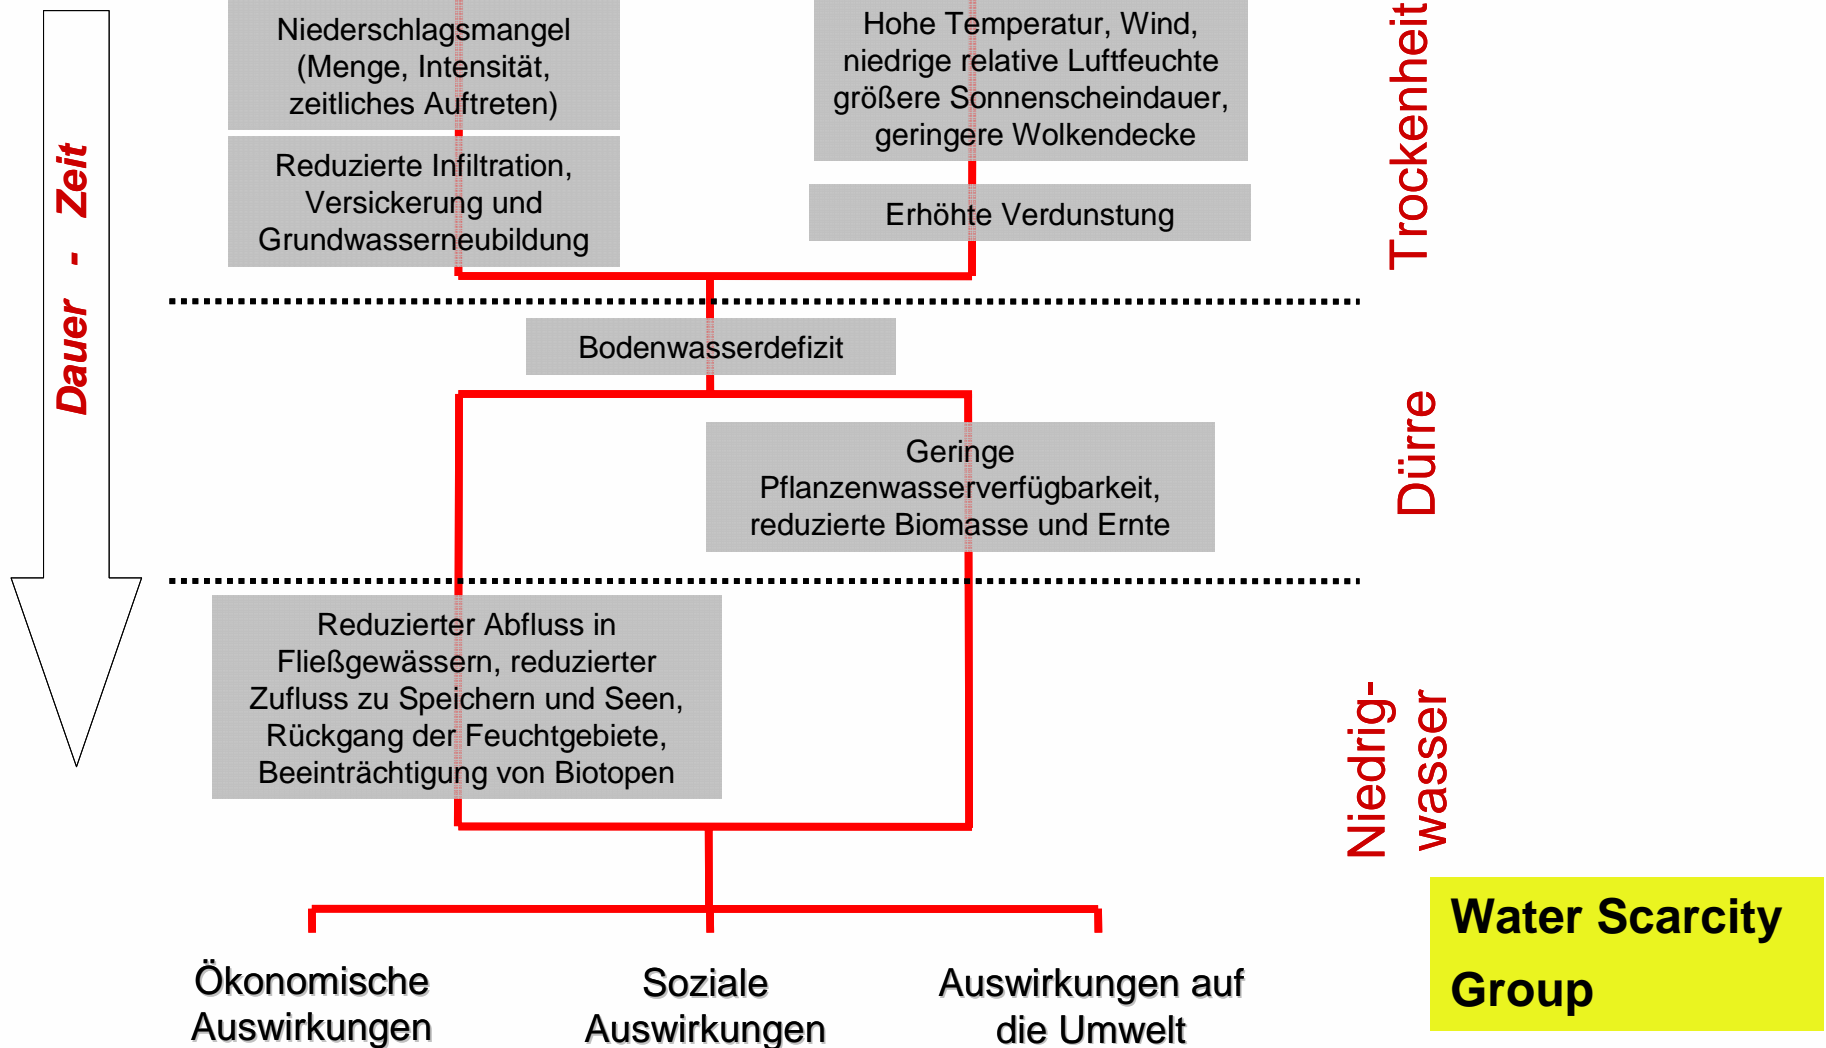 Niederschlagsmangel
(Menge, Intensität,
zeitliches Auftreten)
Hohe Temperatur, Wind,
niedrige relative Luftfeuchte
größere Sonnenscheindauer,
geringere Wolkendecke
Trockenheit
Dauer - Zeit
Reduzierte Infiltration,
Versickerung und
Grundwasserneubildung
Erhöhte Verdunstung
Bodenwasserdefizit
Dürre
Geringe
Pflanzenwasserverfügbarkeit,
reduzierte Biomasse und Ernte
Reduzierter Abfluss in
Fließgewässern, reduzierter
Zufluss zu Speichern und Seen,
Rückgang der Feuchtgebiete,
Beeinträchtigung von Biotopen
Niedrig-
wasser
Ökonomische
Auswirkungen
Soziale
Auswirkungen
Auswirkungen auf
die Umwelt
Water Scarcity
Group